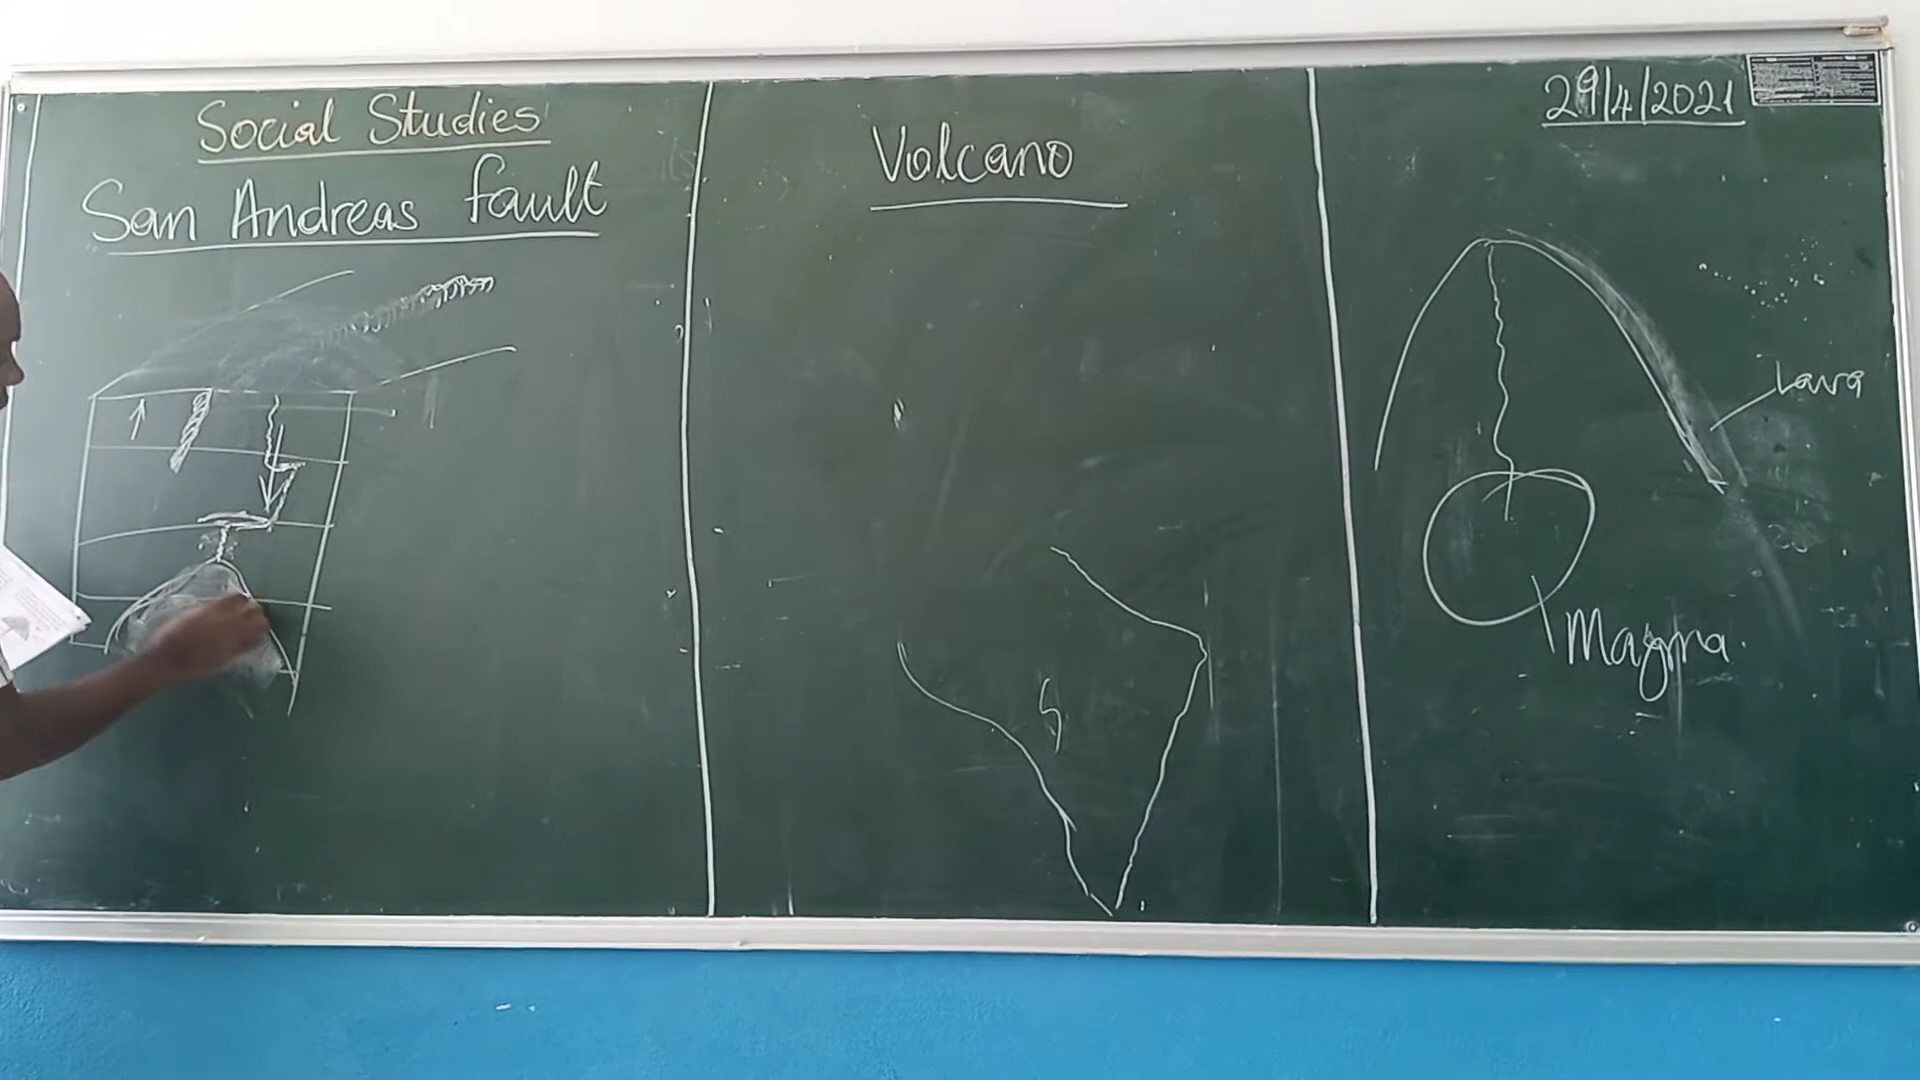 Social Studies
San Andreas fault
Volcano
29/4/2021
Lava
Magma.